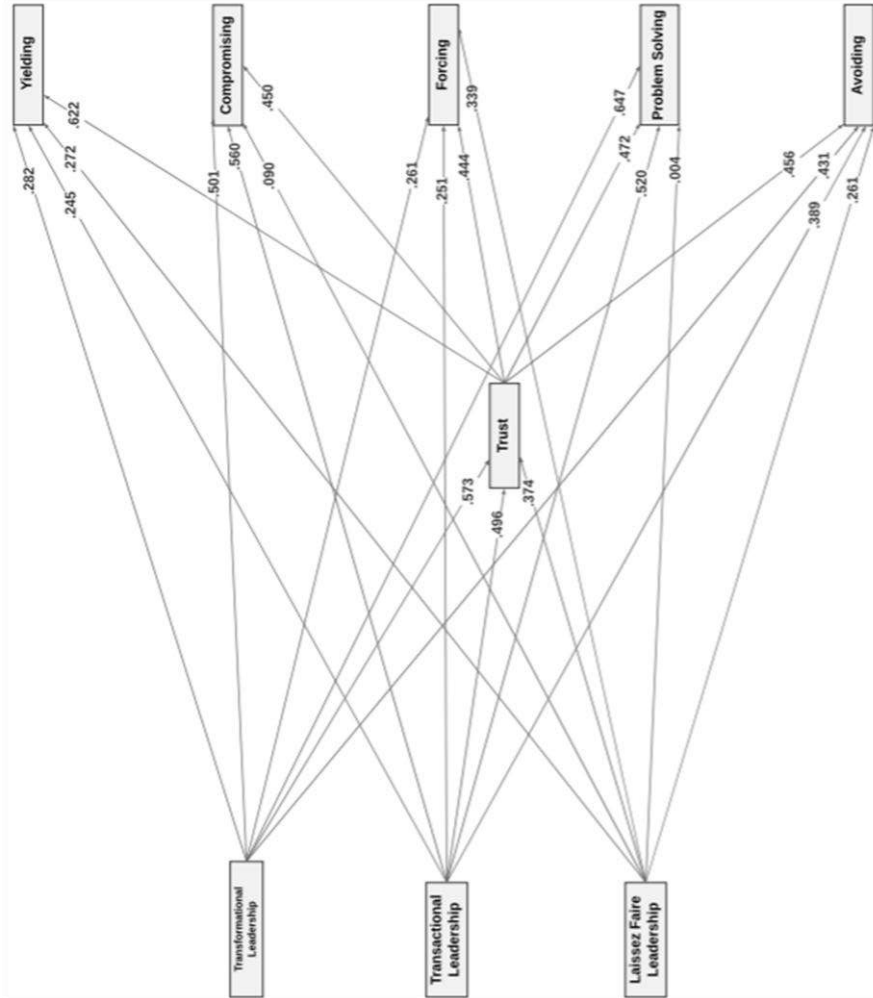 Yielding
Compromising
Forcing
Problem Solving
Avoiding
.622
.272
.282
.245
.450
.560
.501
.090
.339
.261
.251
.444
.647
.472
.520
.004
.456
.431
.389
.261
Trust
.573
.496
.374
Transformational
Leadership
Transactional
Leadership
Laissez Faire
Leadership